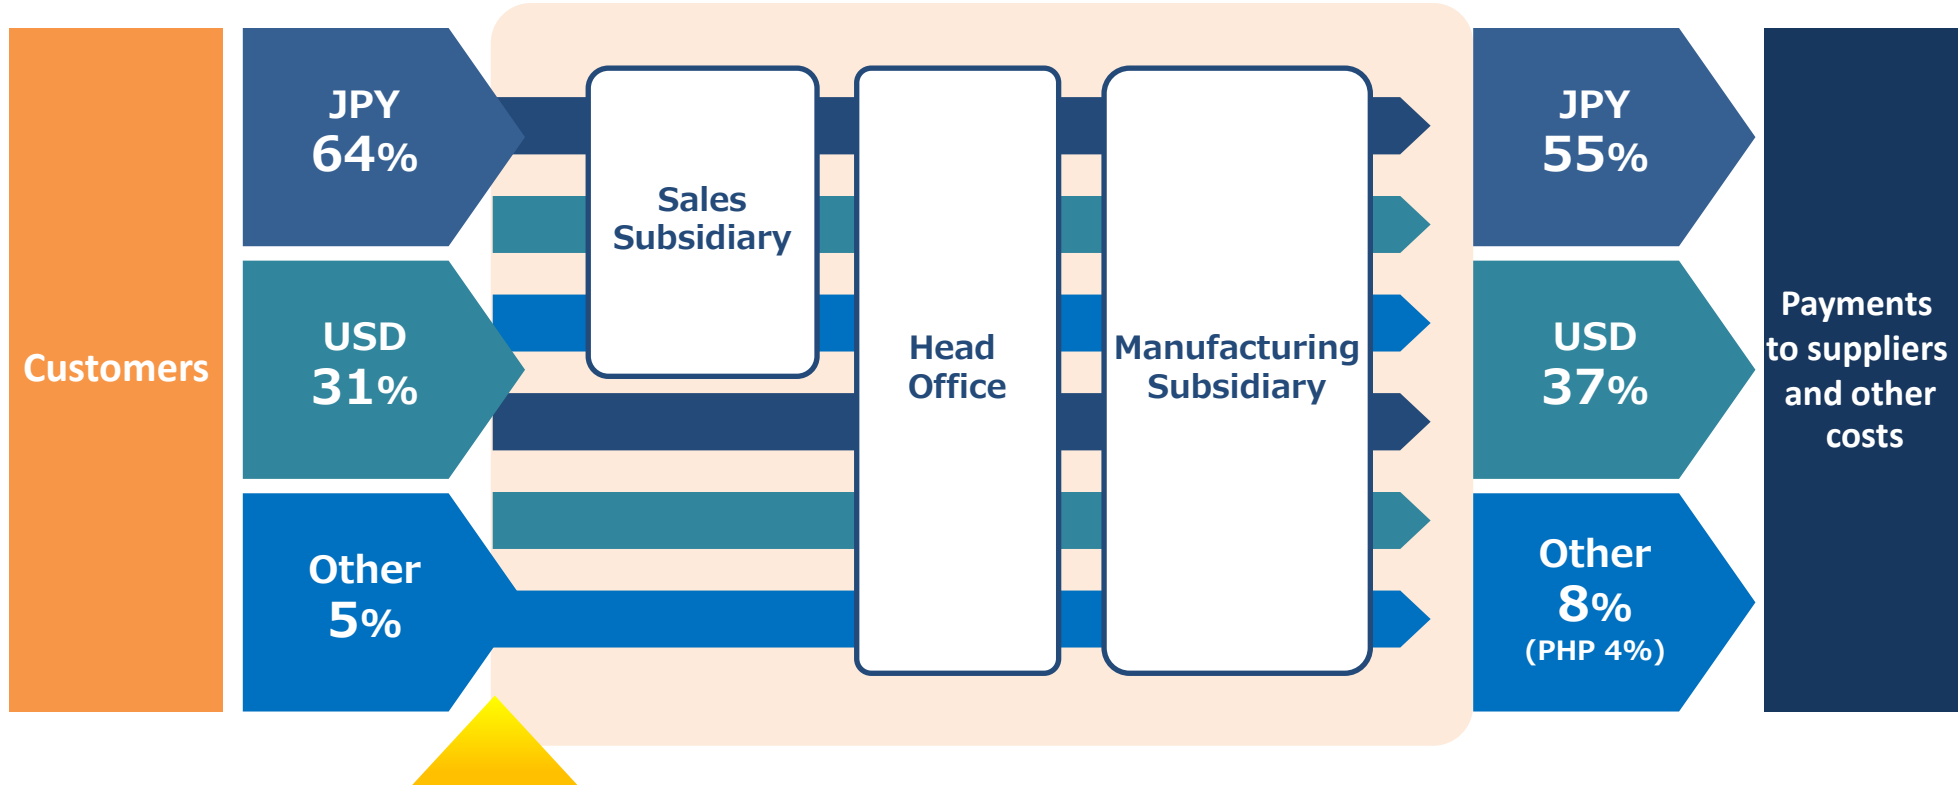 Customers
JPY
64%
USD
31%
Other
5%
Sales
Subsidiary
Head
Office
Manufacturing
Subsidiary
JPY
55%
USD
37%
Other
8%
(PHP 4%)
Payments
to suppliers
and other
costs